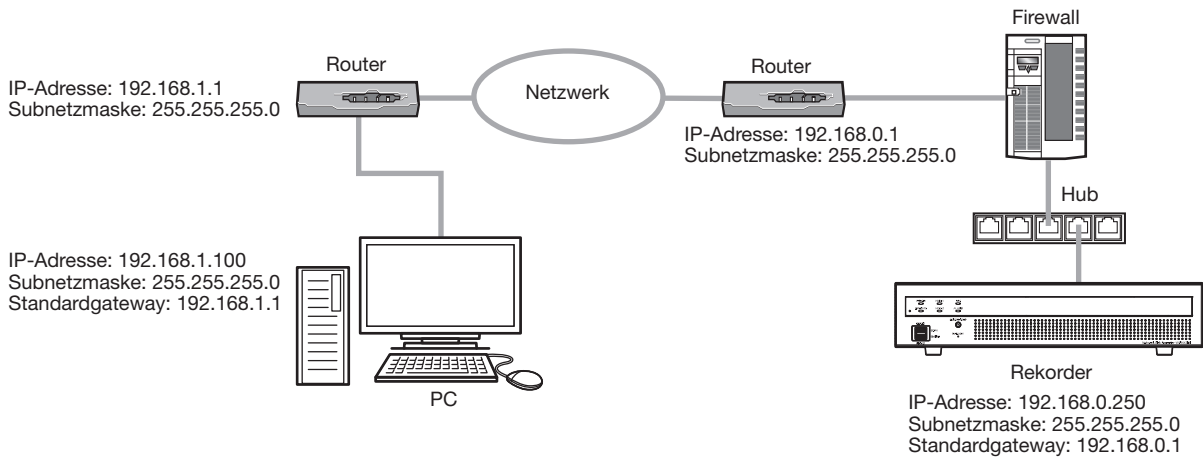 Firewall
Router
IP-Adresse: 192.168.1.1
Subnetzmaske: 255.255.255.0
Netzwerk
Router
IP-Adresse: 192.168.0.1
Subnetzmaske: 255.255.255.0
Hub
IP-Adresse: 192.168.1.100
Subnetzmaske: 255.255.255.0
Standardgateway: 192.168.1.1
PC
Rekorder
IP-Adresse: 192.168.0.250
Subnetzmaske: 255.255.255.0
Standardgateway: 192.168.0.1